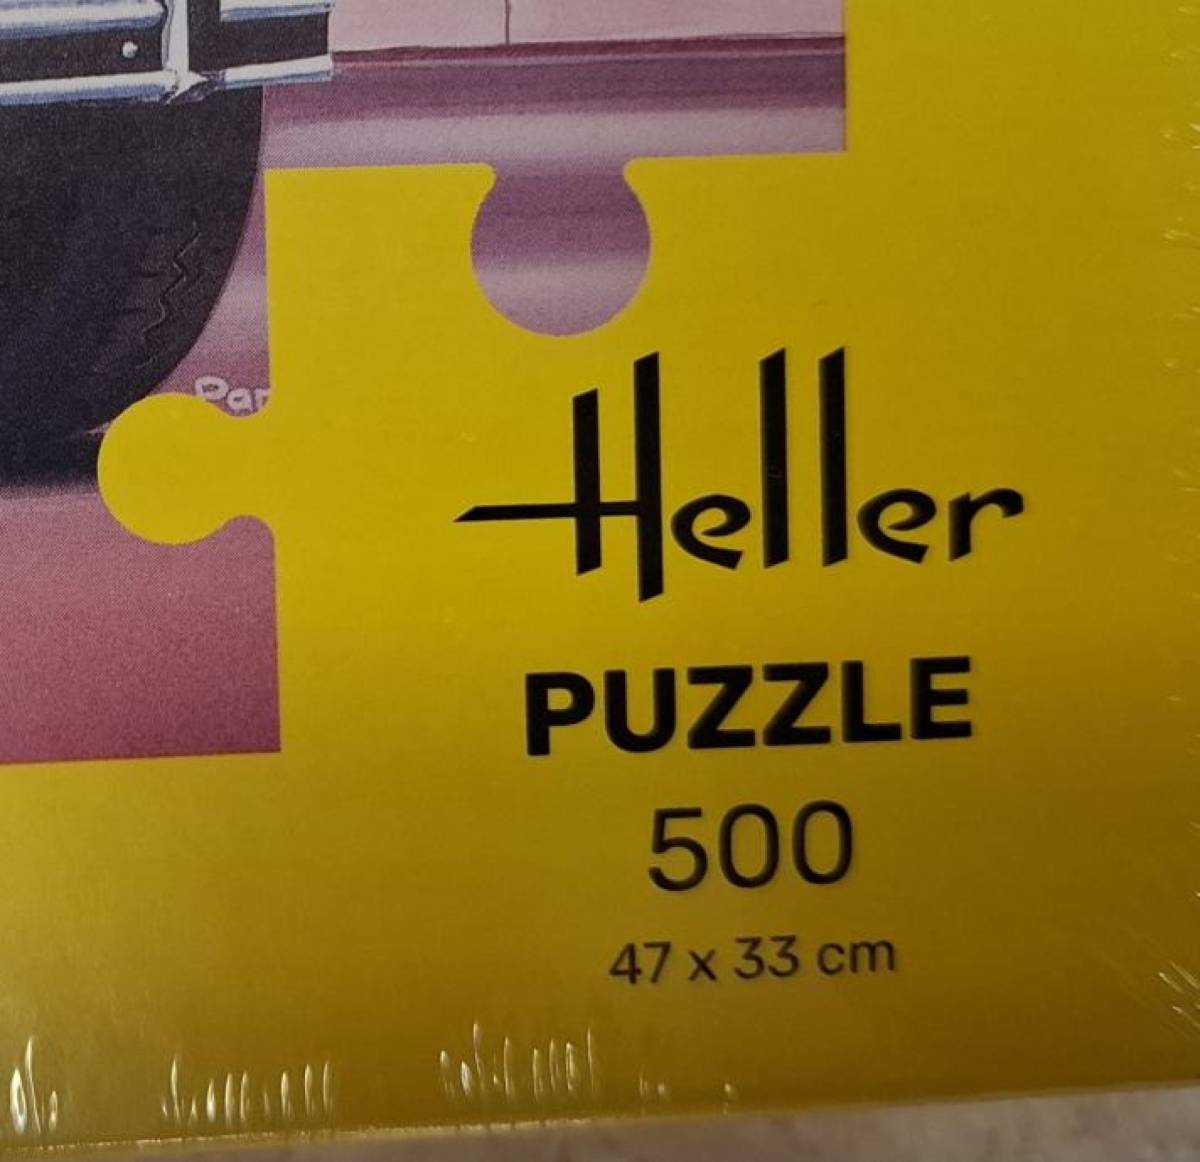 Heller
PUZZLE
500
47 x 33 cm